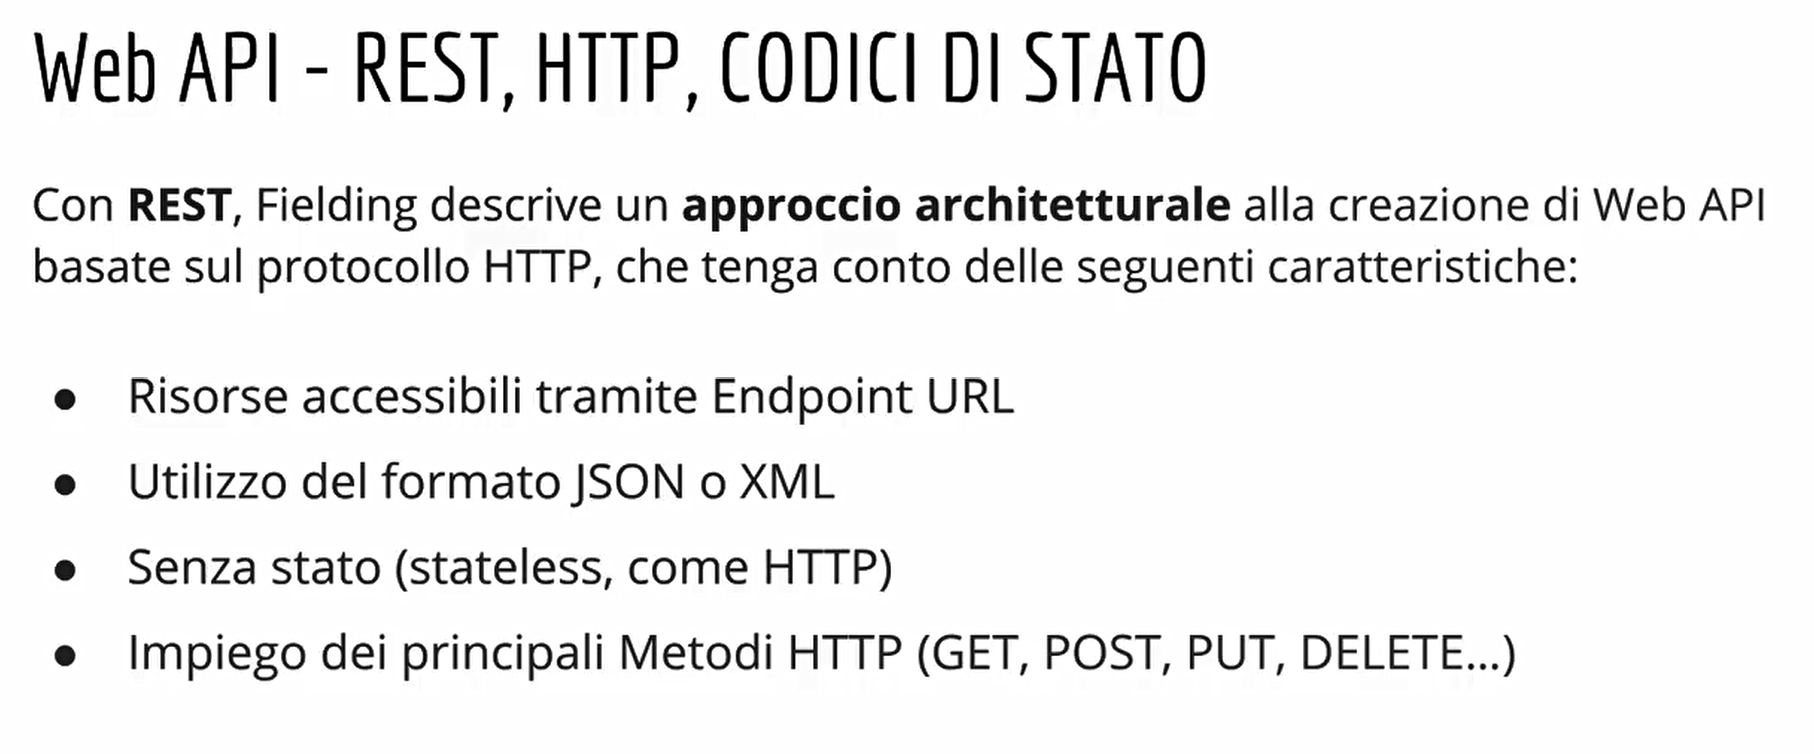 Web API - REST, HTTP, CODICI DI STATO
Con REST, Fielding descrive un approccio architetturale alla creazione di Web API
basate sul protocollo HTTP, che tenga conto delle seguenti caratteristiche:
● Risorse accessibili tramite Endpoint URL
● Utilizzo del formato JSON o XML
● Senza stato (stateless, come HTTP)
● Impiego dei principali Metodi HTTP (GET, POST, PUT, DELETE...)